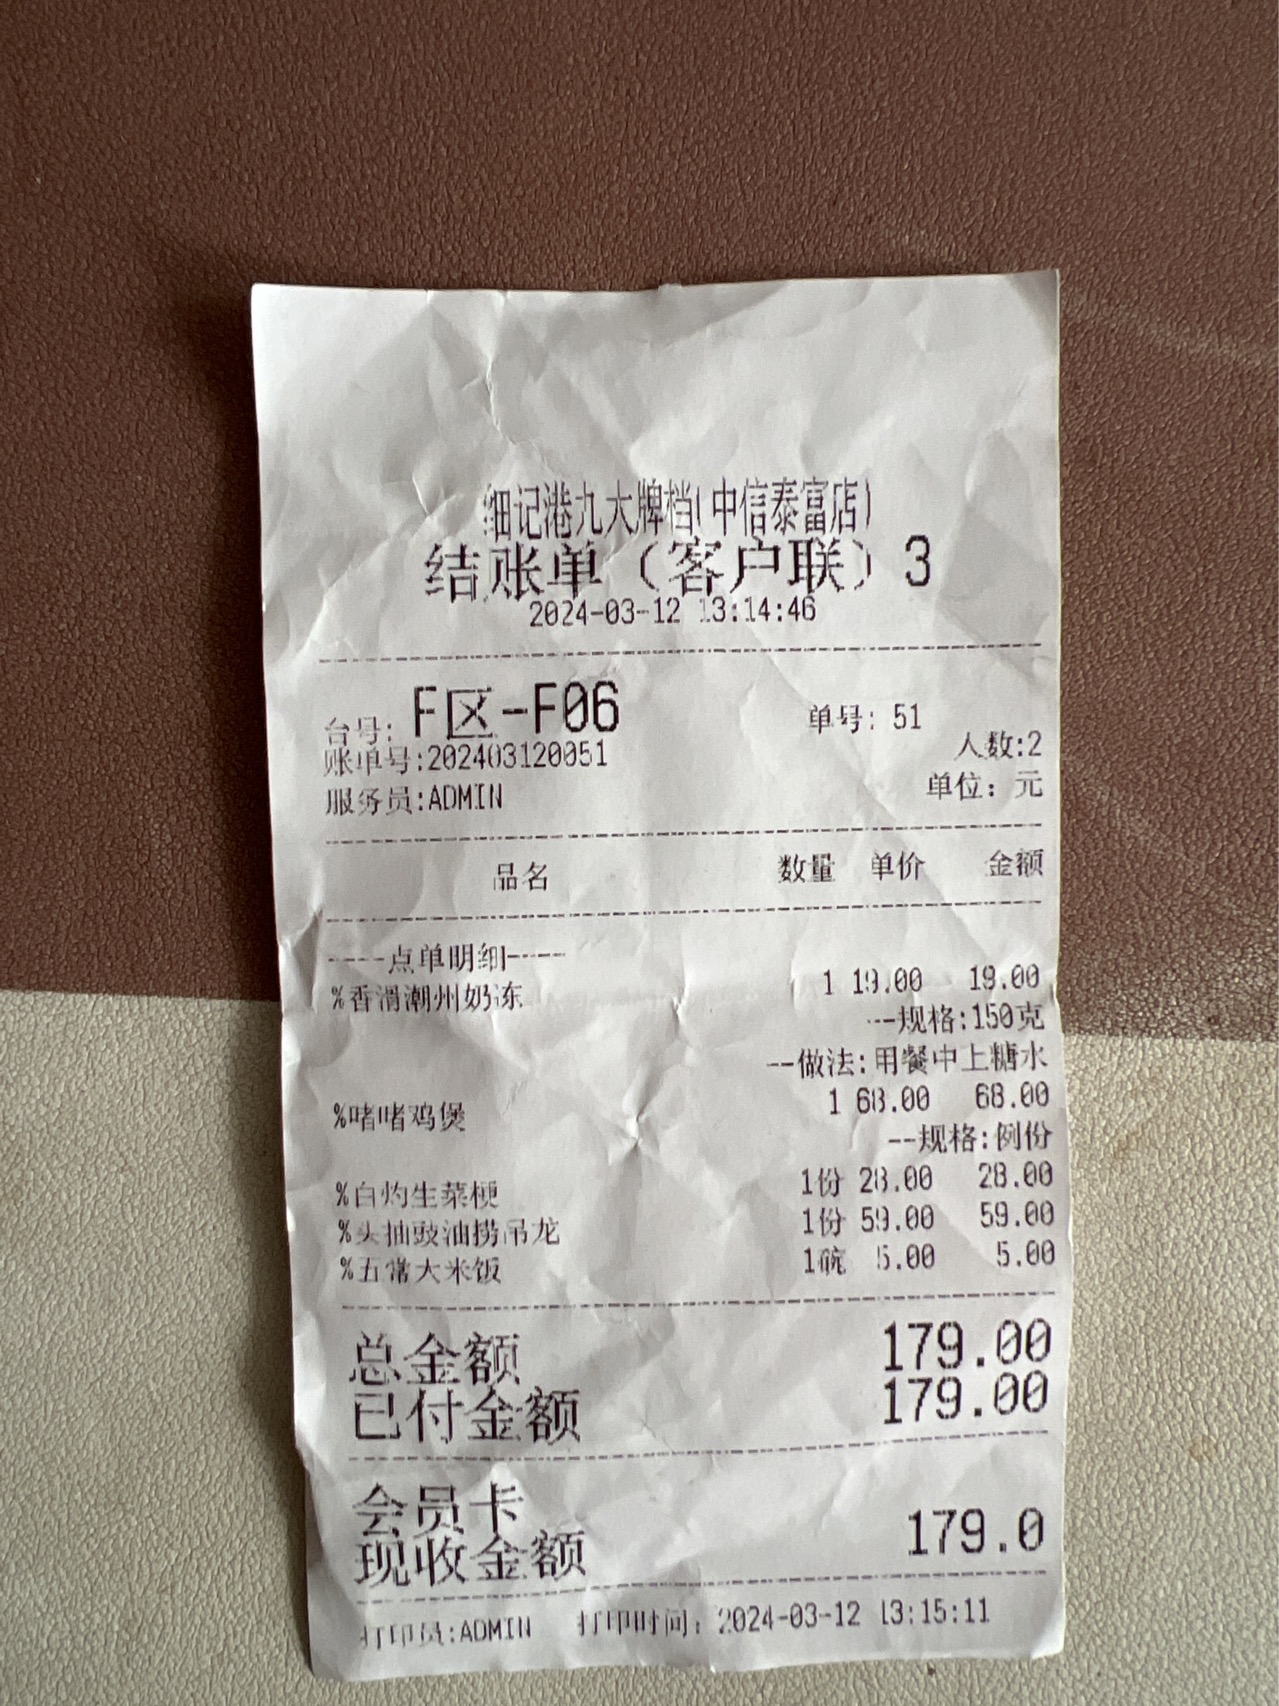 细记港九大牌档(中信泰富店)
结账单（客户联）3
2024-03-12 13:14:46
台号: F区-F06 单号: 51
账单号:202403120051 人数:2
服务员:ADMIN 单位: 元
品名 数量 单价 金额
----点单明细----
%香滑潮州奶冻 1 19.00 19.00
--规格:150克
--做法:用餐中上糖水
%啫啫鸡煲 1 68.00 68.00
--规格:例份
%白灼生菜梗 1份 28.00 28.00
%头抽豉油捞吊龙 1份 59.00 59.00
%五常大米饭 1碗 5.00 5.00
总金额 179.00
已付金额 179.00
会员卡
现收金额 179.0
打印员:ADMIN 打印时间: 2024-03-12 13:15:11